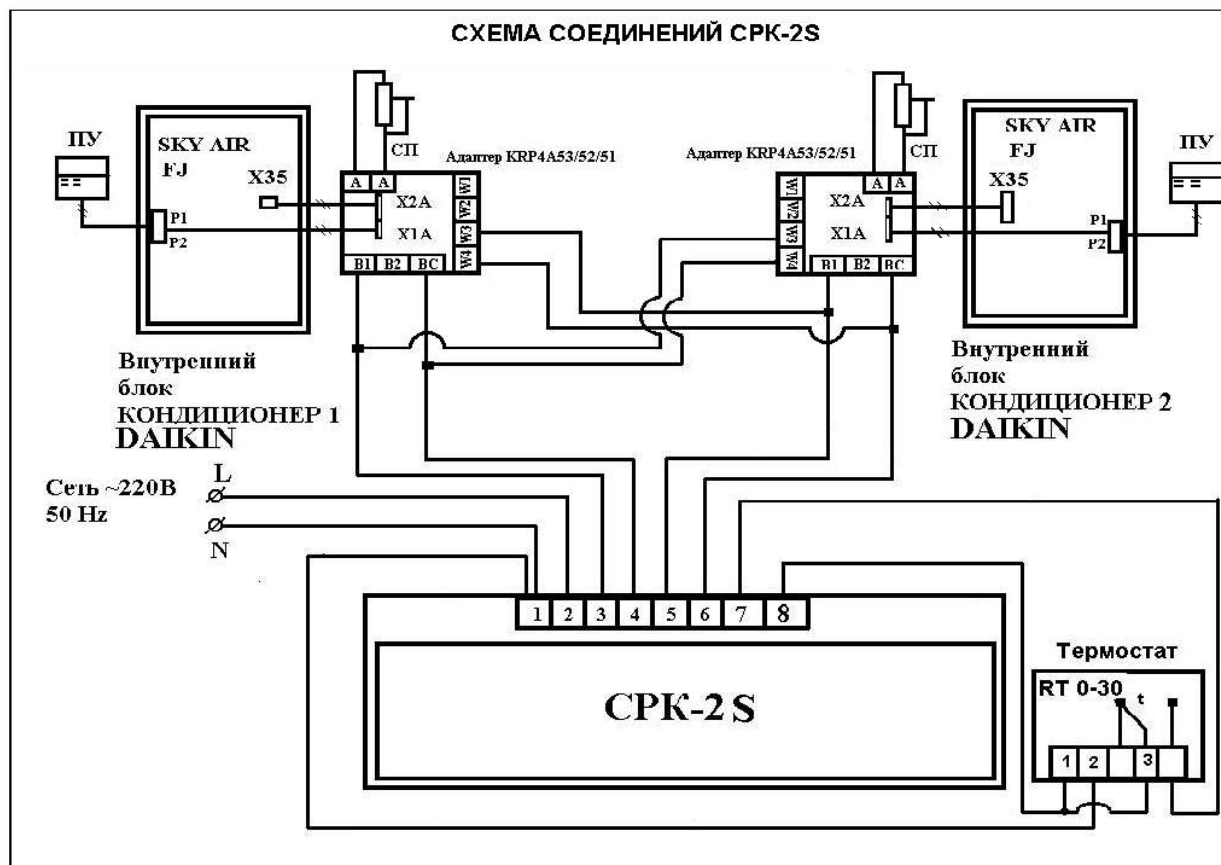 СХЕМА СОЕДИНЕНИЙ СРК-2S
ПУ
SKY AIR
FJ
X35
P1
P2
СП
Адаптер KRP4A53/52/51
A A
X2A
X1A
W1
W2
W3
W4
B1 B2 BC
Внутренний
блок
КОНДИЦИОНЕР 1
DAIKIN
Адаптер KRP4A53/52/51
СП
A A
X2A
X1A
W1
W2
W3
W4
B1 B2 BC
SKY AIR
FJ
X35
P1
P2
ПУ
Внутренний
блок
КОНДИЦИОНЕР 2
DAIKIN
Сеть ~220В
50 Hz
L
N
1 2 3 4 5 6 7 8
СРК-2 S
Термостат
RT 0-30
t
1 2 3